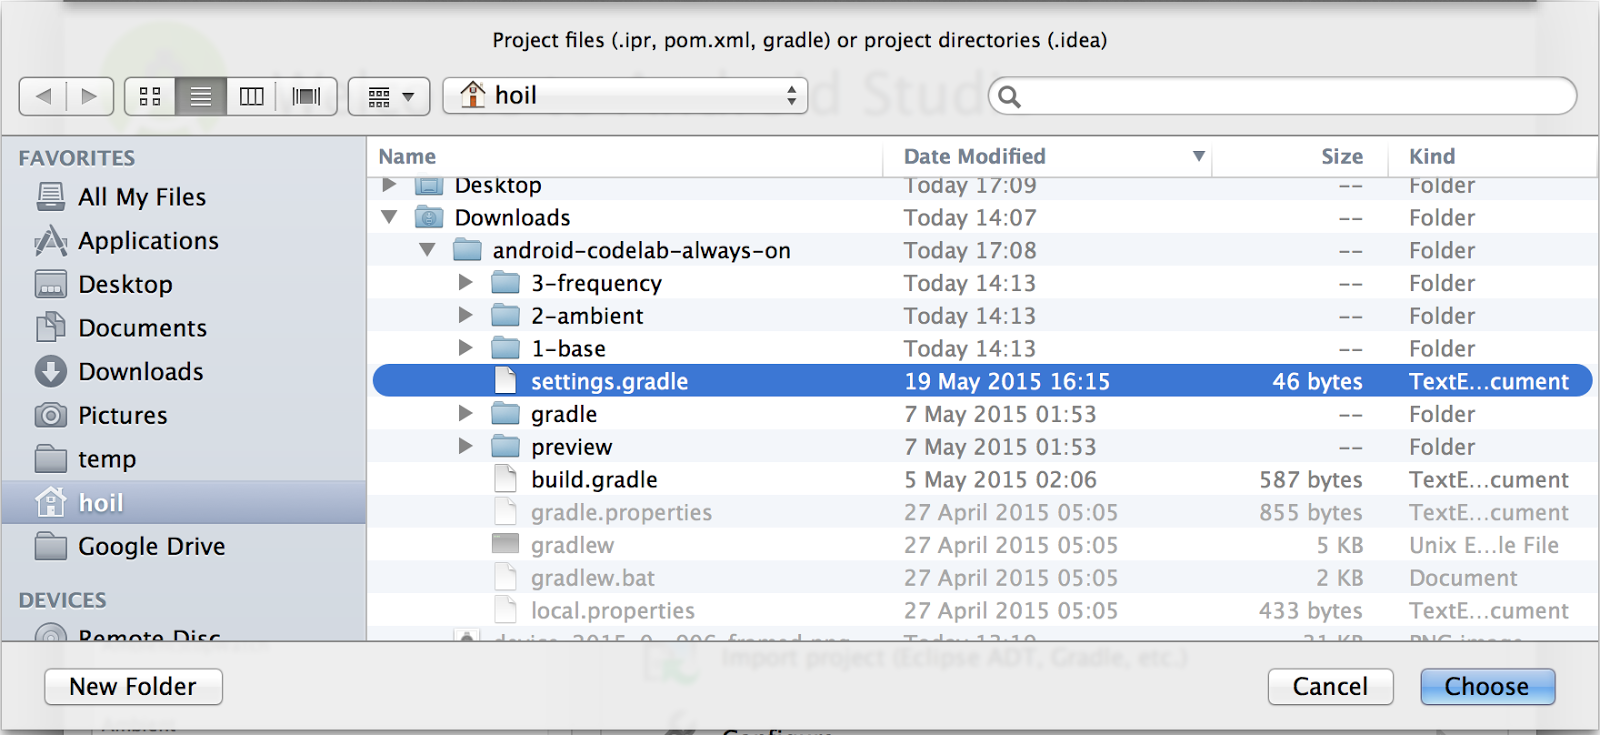 Project files (.ipr, pom.xml, gradle) or project directories (.idea)
hoil
FAVORITES
All My Files
Applications
Desktop
Documents
Downloads
Pictures
temp
hoil
Google Drive
DEVICES
Remote Disc
Name Date Modified Size Kind
Desktop Today 17:09 -- Folder
Downloads Today 14:07 -- Folder
android-codelab-always-on Today 17:08 -- Folder
3-frequency Today 14:13 -- Folder
2-ambient Today 14:13 -- Folder
1-base Today 14:13 -- Folder
settings.gradle 19 May 2015 16:15 46 bytes TextE...cument
gradle 7 May 2015 01:53 -- Folder
preview 7 May 2015 01:53 -- Folder
build.gradle 5 May 2015 02:06 587 bytes TextE...cument
gradle.properties 27 April 2015 05:05 855 bytes TextE...cument
gradlew 27 April 2015 05:05 5 KB Unix E...le File
gradlew.bat 27 April 2015 05:05 2 KB Document
local.properties 27 April 2015 05:05 433 bytes TextE...cument
Import project (Eclipse ADT, Gradle, etc.)
New Folder Cancel Choose
Configure